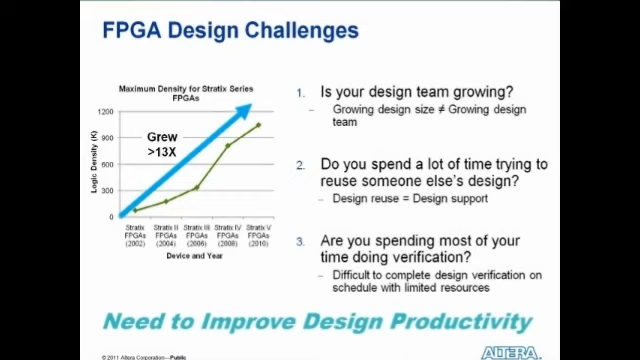 FPGA Design Challenges
Maximum Density for Stratix Series
FPGAs
Logic Density (K)
1200
900
600
300
0
Grew
>13X
Stratix
FPGAs
(2002)
Stratix II
FPGAs
(2004)
Stratix III
FPGAs
(2006)
Stratix IV
FPGAs
(2008)
Stratix V
FPGAs
(2010)
Device and Year
1. Is your design team growing?
– Growing design size ≠ Growing design
team
2. Do you spend a lot of time trying to
reuse someone else's design?
– Design reuse = Design support
3. Are you spending most of your
time doing verification?
– Difficult to complete design verification on
schedule with limited resources
Need to Improve Design Productivity
© 2011 Altera Corporation—Public
ALTERA